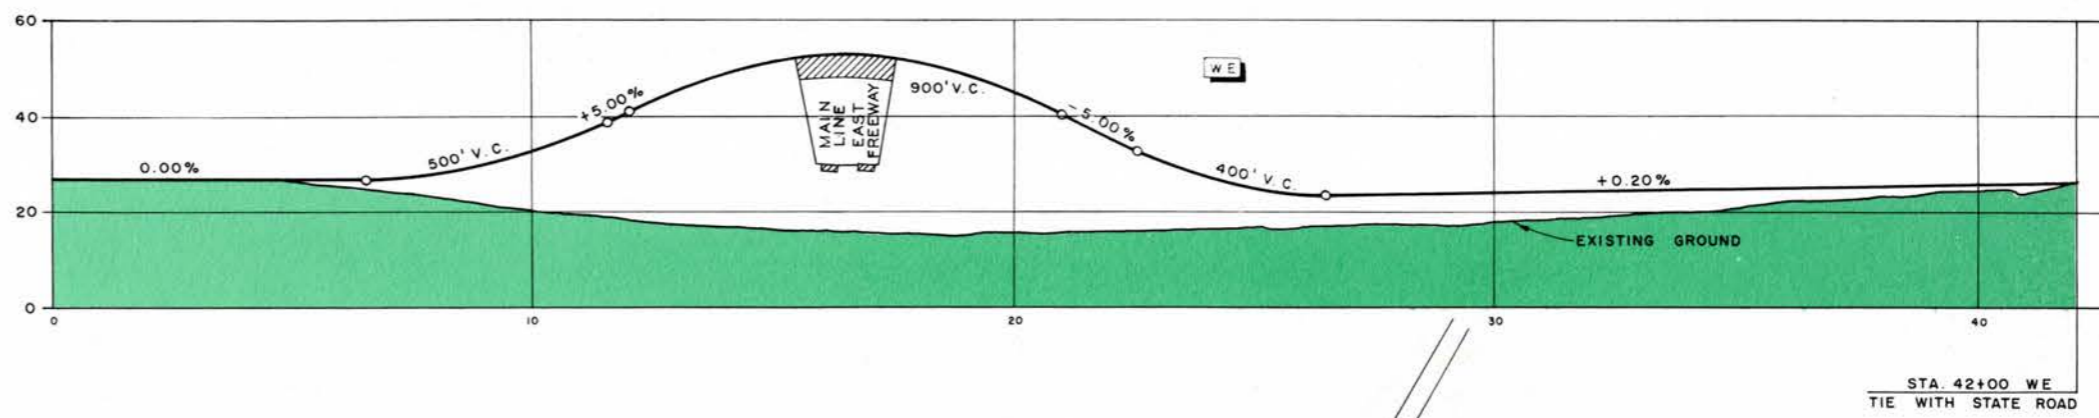 60
40
20
0
0.00%
500' V.C.
+5.00%
MAIN
LINE
EAST
FREEWAY
900' V.C.
WE
-5.00%
400' V.C.
+0.20%
EXISTING GROUND
0
10
20
30
40
STA. 42+00 WE
TIE WITH STATE ROAD